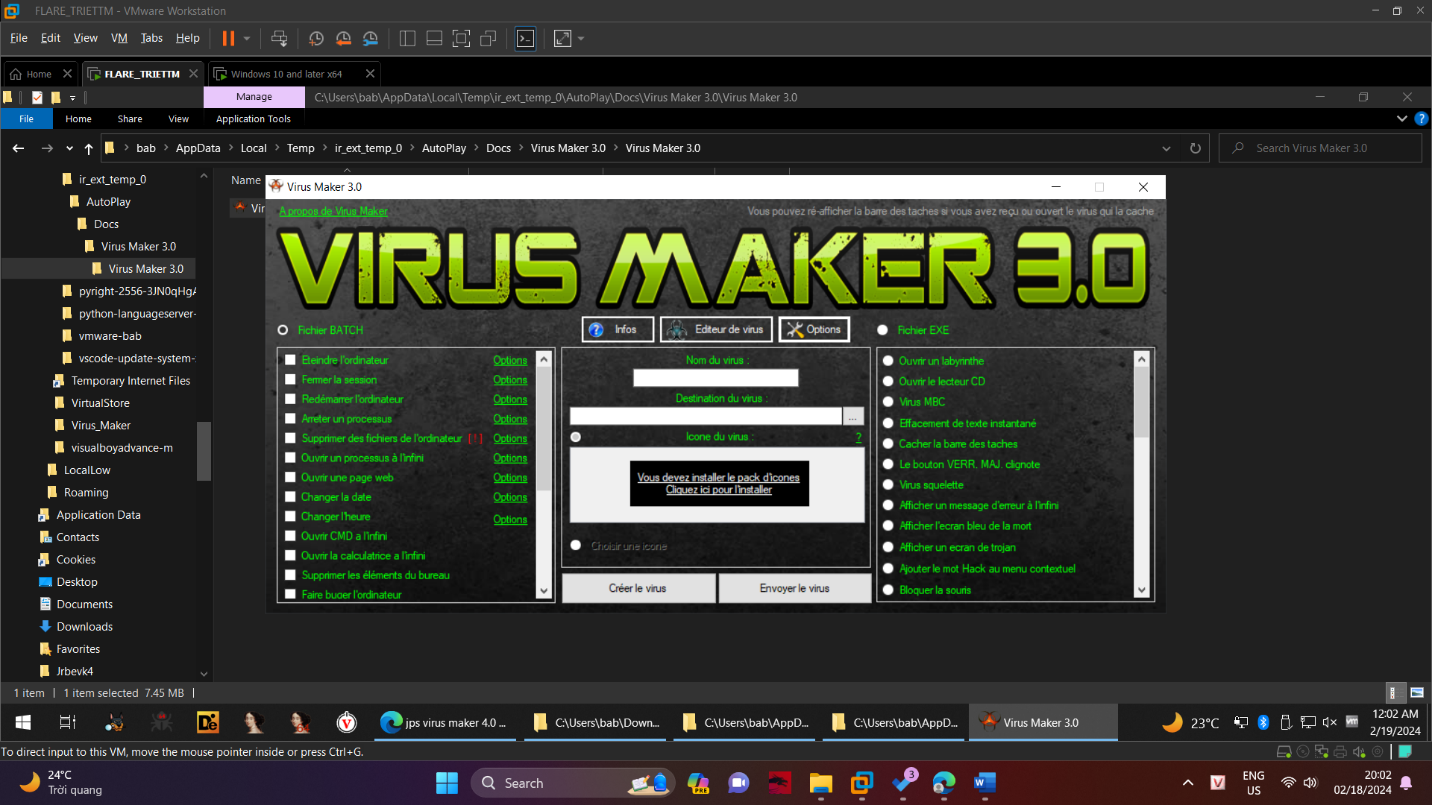 FLARE_TRIETTM - VMware Workstation
File Edit View VM Tabs Help
Home FLARE_TRIETTM Windows 10 and later x64
Manage C:\Users\bab\AppData\Local\Temp\ir_ext_temp_0\AutoPlay\Docs\Virus Maker 3.0\Virus Maker 3.0
File Home Share View Application Tools
bab AppData Local Temp ir_ext_temp_0 AutoPlay Docs Virus Maker 3.0 Virus Maker 3.0 Search Virus Maker 3.0
ir_ext_temp_0
AutoPlay
Docs
Virus Maker 3.0
Virus Maker 3.0
pyright-2556-3JN0qHgA
python-languageserver-
vmware-bab
vscode-update-system-
Temporary Internet Files
VirtualStore
Virus_Maker
visualboyadvance-m
LocalLow
Roaming
Application Data
Contacts
Cookies
Desktop
Documents
Downloads
Favorites
Jrbevk4
Name
Vir
Virus Maker 3.0
A propos de Virus Maker
Vous pouvez ré-afficher la barre des taches si vous avez reçu ou ouvert le virus qui la cache
VIRUS MAKER 3.0
Fichier BATCH
Infos Editeur de virus Options
Fichier EXE
Eteindre l'ordinateur Options
Fermer la session Options
Redémarrer l'ordinateur Options
Arreter un processus Options
Supprimer des fichiers de l'ordinateur [!] Options
Ouvrir un processus à l'infini Options
Ouvrir une page web Options
Changer la date Options
Changer l'heure Options
Ouvrir CMD a l'infini
Ouvrir la calculatrice a l'infini
Supprimer les éléments du bureau
Faire buger l'ordinateur
Nom du virus :
Destination du virus :
...
Icone du virus : ?
Vous devez installer le pack d'icones
Cliquez ici pour l'installer
Choisir une icone
Créer le virus Envoyer le virus
Ouvrir un labyrinthe
Ouvrir le lecteur CD
Virus MBC
Effacement de texte instantané
Cacher la barre des taches
Le bouton VERR. MAJ. clignote
Virus squelette
Afficher un message d'erreur à l'infini
Afficher l'ecran bleu de la mort
Afficher un ecran de trojan
Ajouter le mot Hack au menu contextuel
Bloquer la souris
1 item 1 item selected 7.45 MB
jps virus maker 4.0 ... C:\Users\bab\Down... C:\Users\bab\AppD... C:\Users\bab\AppD... Virus Maker 3.0
23°C
12:02 AM
2/19/2024
To direct input to this VM, move the mouse pointer inside or press Ctrl+G.
24°C
Trời quang
Search
PRE
3
ENG
US
20:02
02/18/2024